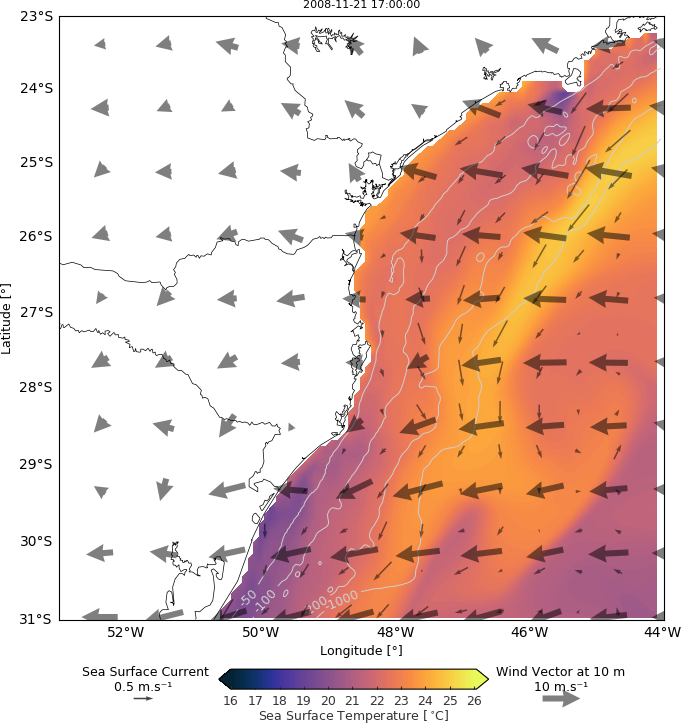 2008-11-21 17:00:00
23°S
24°S
25°S
26°S
27°S
28°S
29°S
30°S
31°S
Latitude [°]
-50
-100
-200
-1000
52°W
50°W
48°W
46°W
44°W
Longitude [°]
Sea Surface Current
0.5 m.s⁻¹
Wind Vector at 10 m
10 m.s⁻¹
16 17 18 19 20 21 22 23 24 25 26
Sea Surface Temperature [°C]